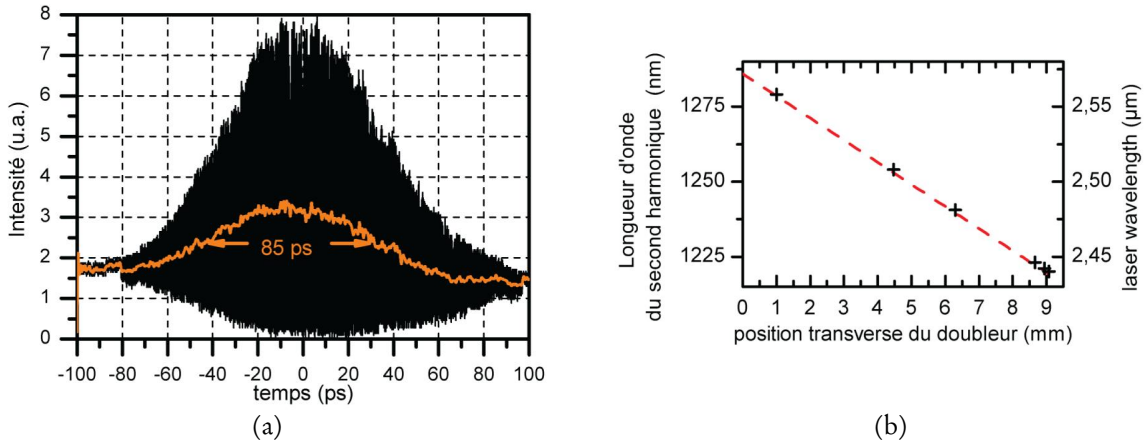 8
7
6
5
4
3
2
1
0
Intensité (u.a.)
85 ps
-100 -80 -60 -40 -20 0 20 40 60 80 100
temps (ps)
(a)
Longueur d'onde
du second harmonique (nm)
1275
1250
1225
2,55
2,50
2,45
laser wavelength (µm)
0 1 2 3 4 5 6 7 8 9
position transverse du doubleur (mm)
(b)